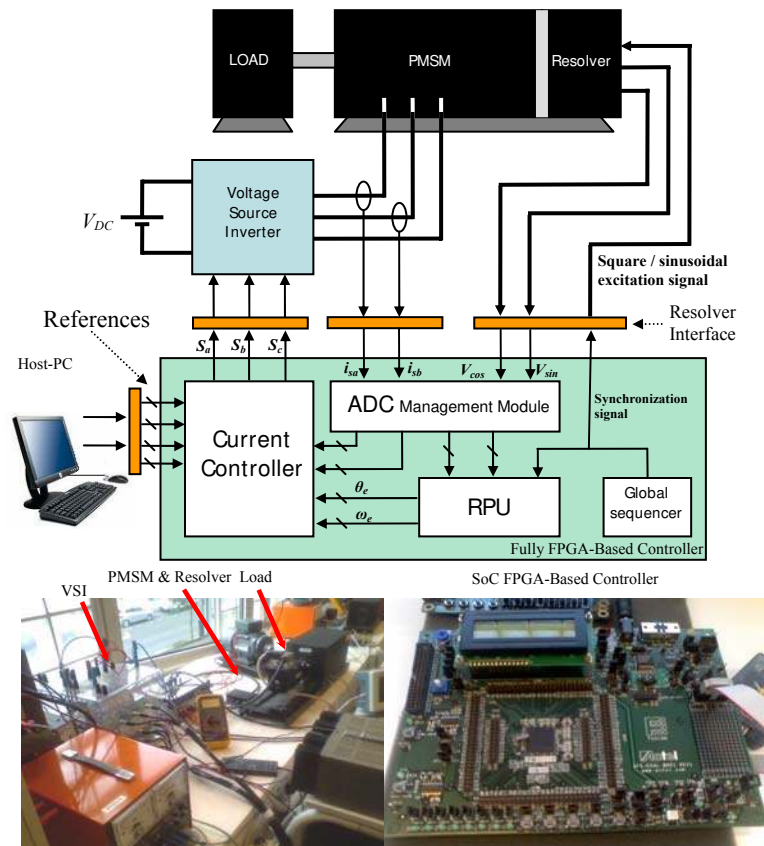 LOAD
PMSM
Resolver
Voltage
Source
Inverter
V_DC
Square / sinusoidal
excitation signal
Resolver
Interface
References
Host-PC
S_a
S_b
S_c
i_sa
i_sb
V_cos
V_sin
Synchronization
signal
ADC Management Module
Current
Controller
θ_e
ω_e
RPU
Global
sequencer
Fully FPGA-Based Controller
PMSM & Resolver
Load
SoC FPGA-Based Controller
VSI
Actel